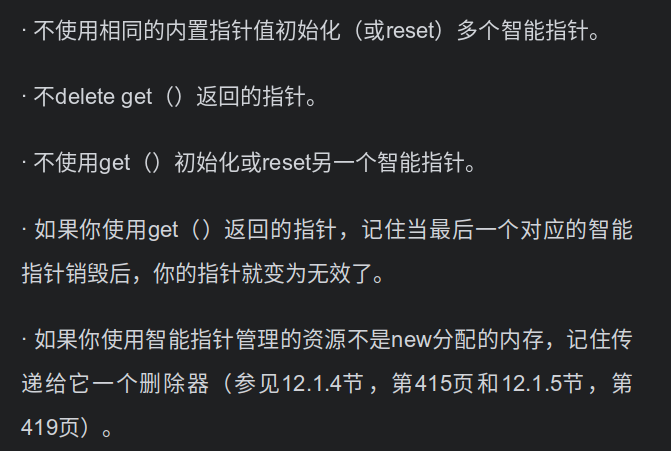 · 不使用相同的内置指针值初始化（或reset）多个智能指针。
· 不delete get（）返回的指针。
· 不使用get（）初始化或reset另一个智能指针。
· 如果你使用get（）返回的指针，记住当最后一个对应的智能
指针销毁后，你的指针就变为无效了。
· 如果你使用智能指针管理的资源不是new分配的内存，记住传
递给它一个删除器（参见12.1.4节，第415页和12.1.5节，第
419页）。